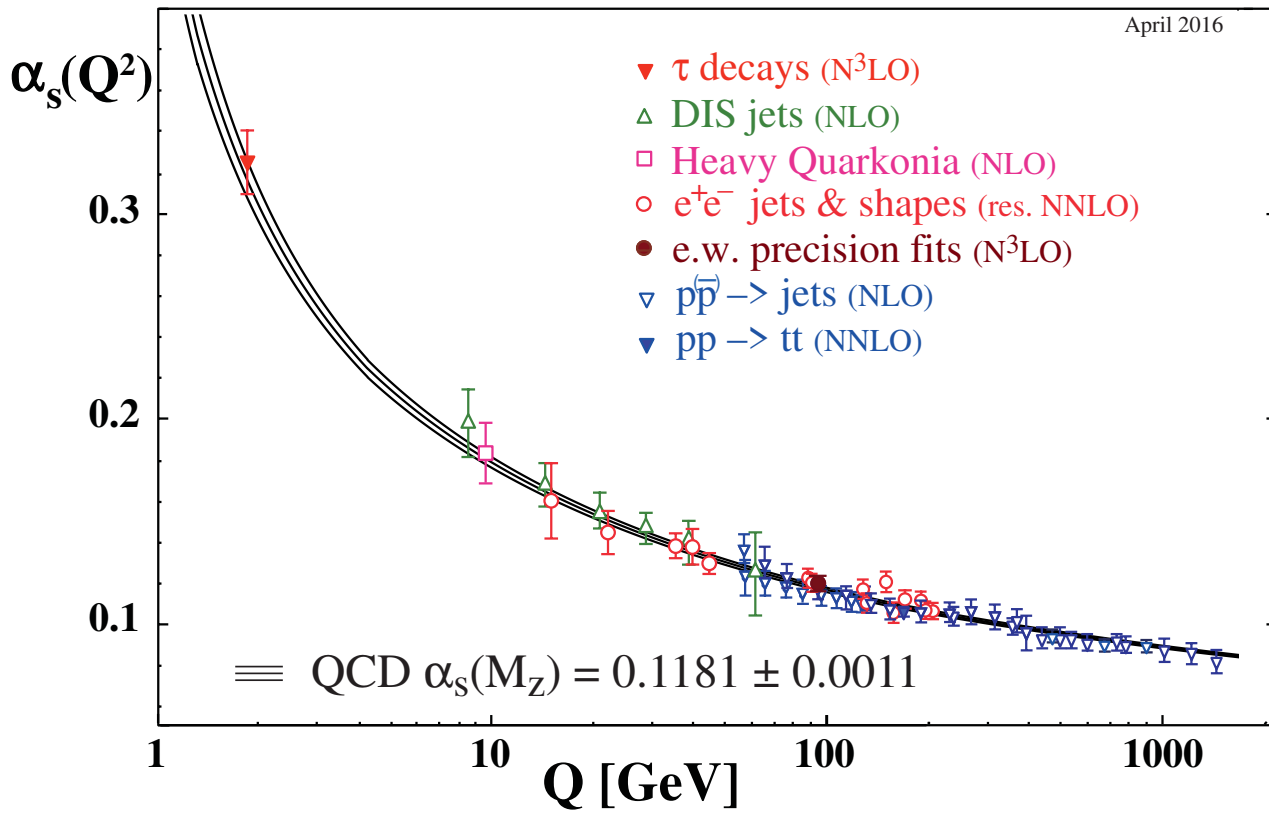 April 2016
αs(Q²)
τ decays (N³LO)
DIS jets (NLO)
Heavy Quarkonia (NLO)
e⁺e⁻ jets & shapes (res. NNLO)
e.w. precision fits (N³LO)
p(p̅) –> jets (NLO)
pp –> tt (NNLO)
0.3
0.2
0.1
QCD αs(Mz) = 0.1181 ± 0.0011
1 10 100 1000
Q [GeV]